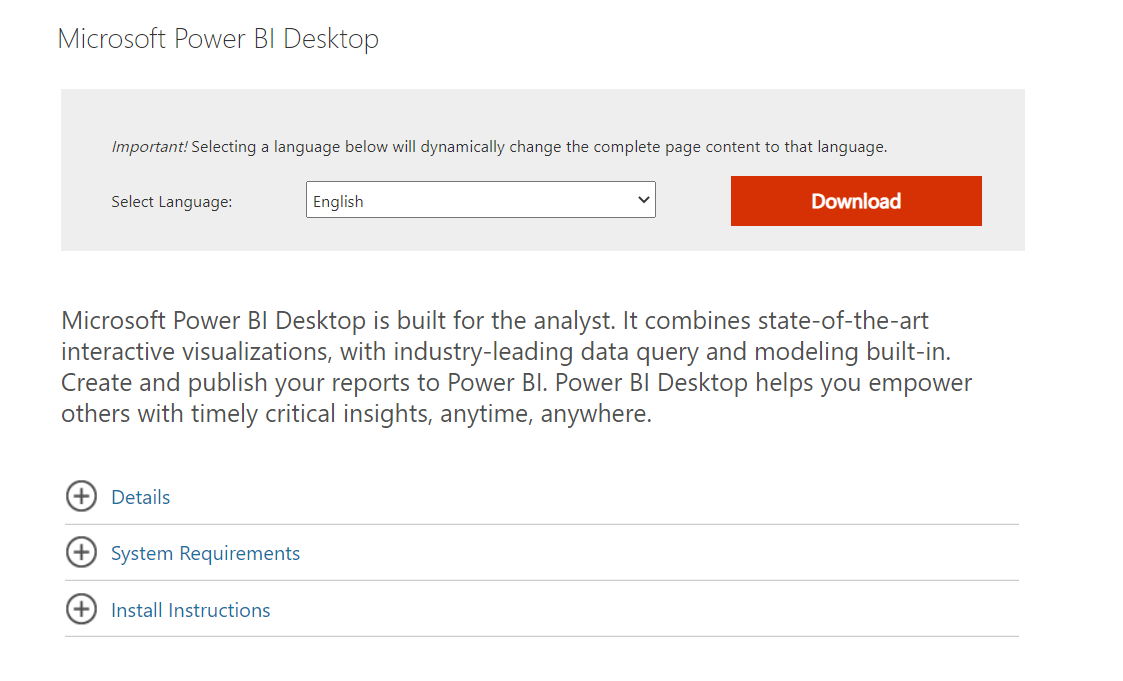 Microsoft Power BI Desktop
Important! Selecting a language below will dynamically change the complete page content to that language.
Select Language:
English
Download
Microsoft Power BI Desktop is built for the analyst. It combines state-of-the-art
interactive visualizations, with industry-leading data query and modeling built-in.
Create and publish your reports to Power BI. Power BI Desktop helps you empower
others with timely critical insights, anytime, anywhere.
Details
System Requirements
Install Instructions